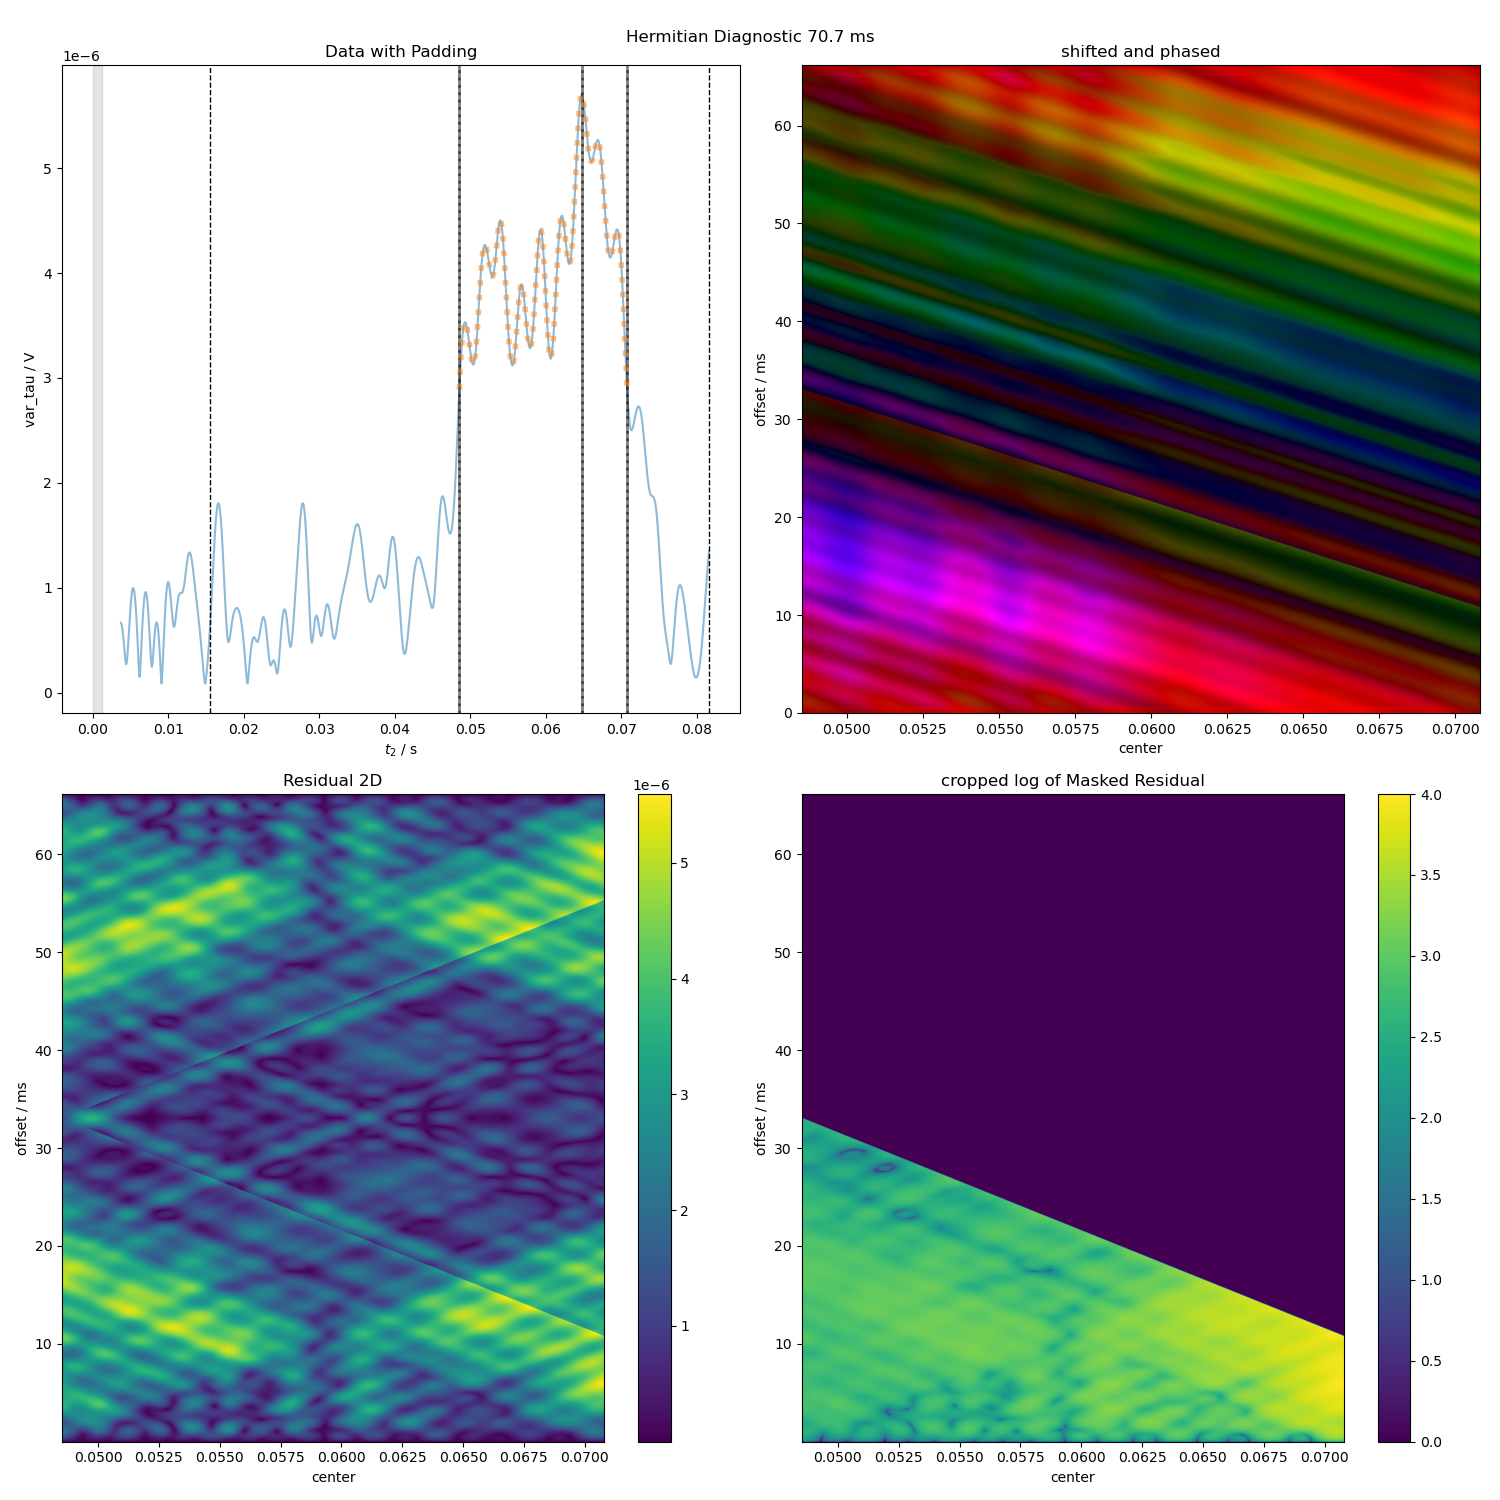 Hermitian Diagnostic 70.7 ms
Data with Padding
1e−6
var_tau / V
5
4
3
2
1
0
0.00 0.01 0.02 0.03 0.04 0.05 0.06 0.07 0.08
t2 / s
shifted and phased
offset / ms
60
50
40
30
20
10
0
0.0500 0.0525 0.0550 0.0575 0.0600 0.0625 0.0650 0.0675 0.0700
center
Residual 2D
offset / ms
60
50
40
30
20
10
0.0500 0.0525 0.0550 0.0575 0.0600 0.0625 0.0650 0.0675 0.0700
center
1e−6
5
4
3
2
1
cropped log of Masked Residual
offset / ms
60
50
40
30
20
10
0.0500 0.0525 0.0550 0.0575 0.0600 0.0625 0.0650 0.0675 0.0700
center
4.0
3.5
3.0
2.5
2.0
1.5
1.0
0.5
0.0